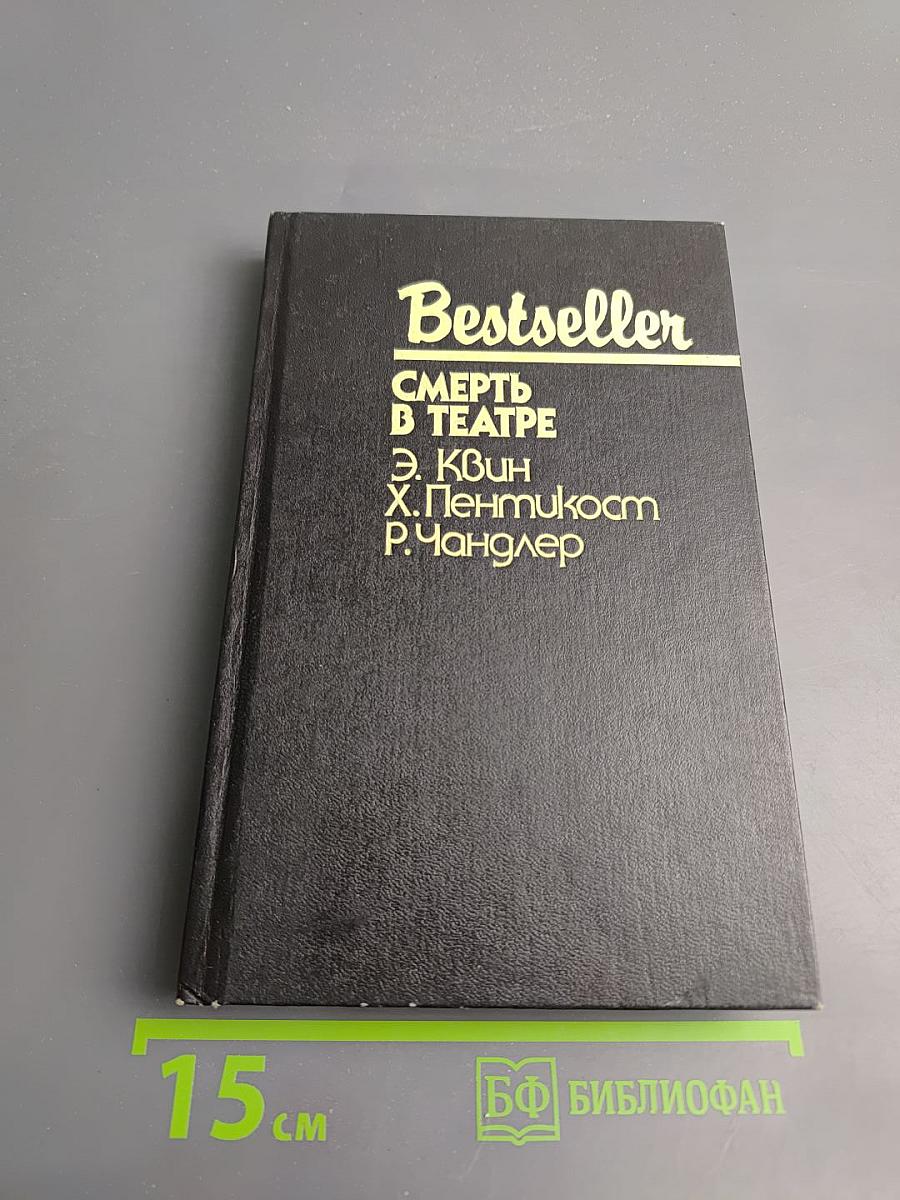 Bestseller
СМЕРТЬ
В ТЕАТРЕ
Э. Квин
Х. Пентикост
Р. Чандлер
15 см
БФ БИБЛИОФАН